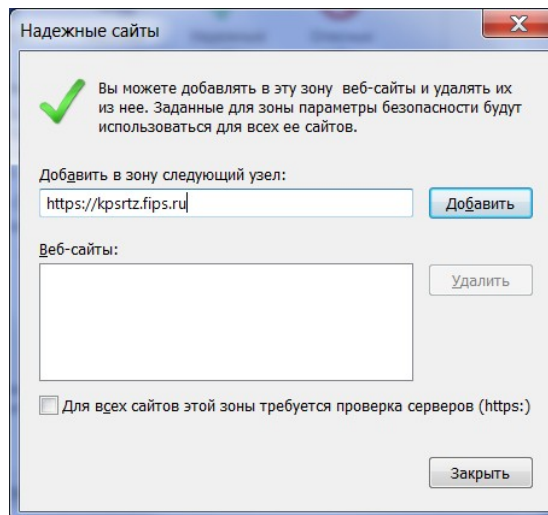 Надежные сайты
Вы можете добавлять в эту зону веб-сайты и удалять их
из нее. Заданные для зоны параметры безопасности будут
использоваться для всех ее сайтов.
Добавить в зону следующий узел:
https://kpsrtz.fips.ru
Добавить
Веб-сайты:
Удалить
Для всех сайтов этой зоны требуется проверка серверов (https:)
Закрыть